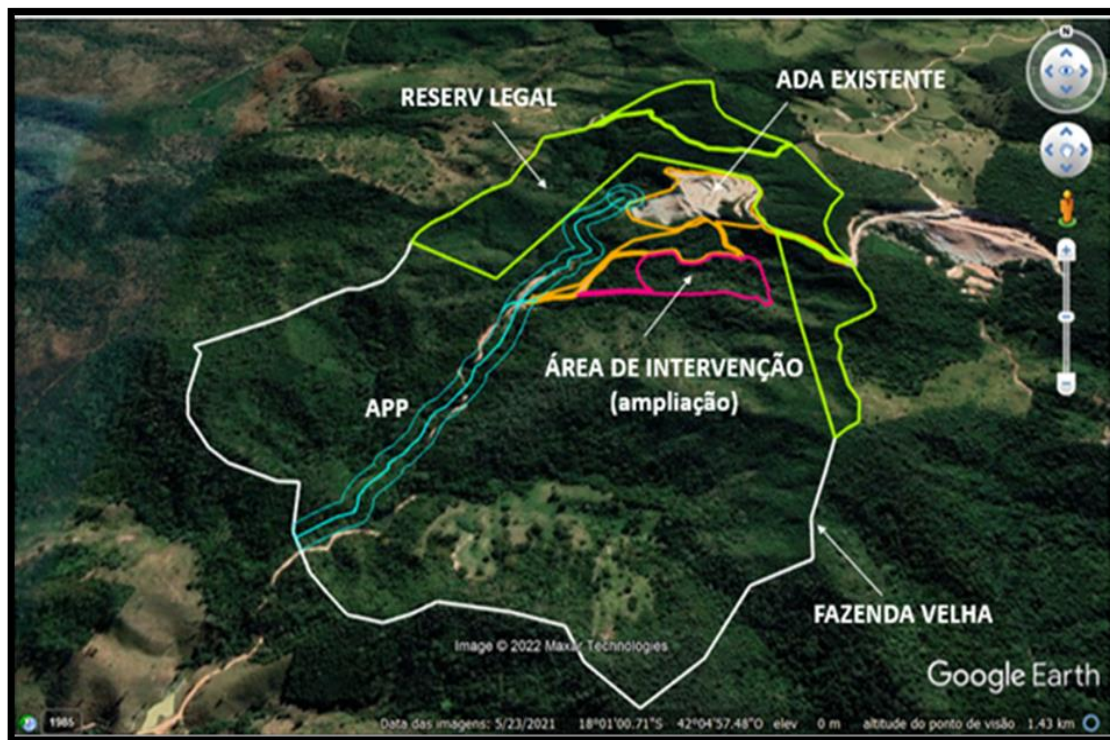 N
RESERV LEGAL
ADA EXISTENTE
ÁREA DE INTERVENÇÃO
(ampliação)
APP
FAZENDA VELHA
Image © 2022 Maxar Technologies
Google Earth
1985
Data das imagens: 5/23/2021 18°01'00.71"S 42°04'57.48"O elev 0 m altitude do ponto de visão 1.43 km